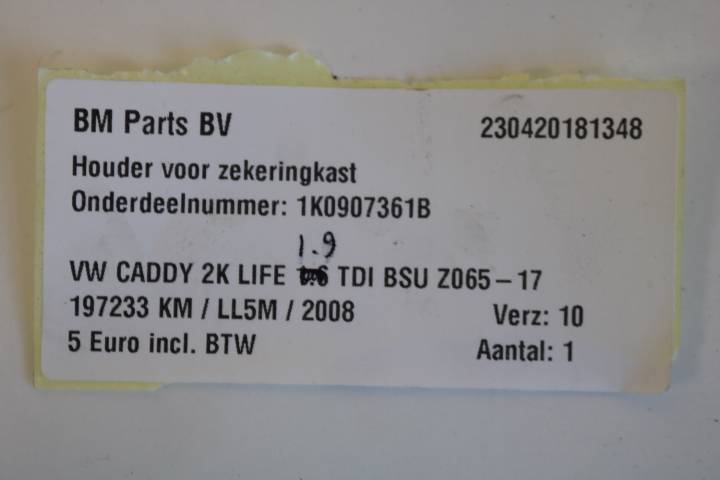 BM Parts BV 230420181348
Houder voor zekeringkast
Onderdeelnummer: 1K0907361B
1.9
VW CADDY 2K LIFE TDI BSU Z065-17
197233 KM / LL5M / 2008 Verz: 10
5 Euro incl. BTW Aantal: 1